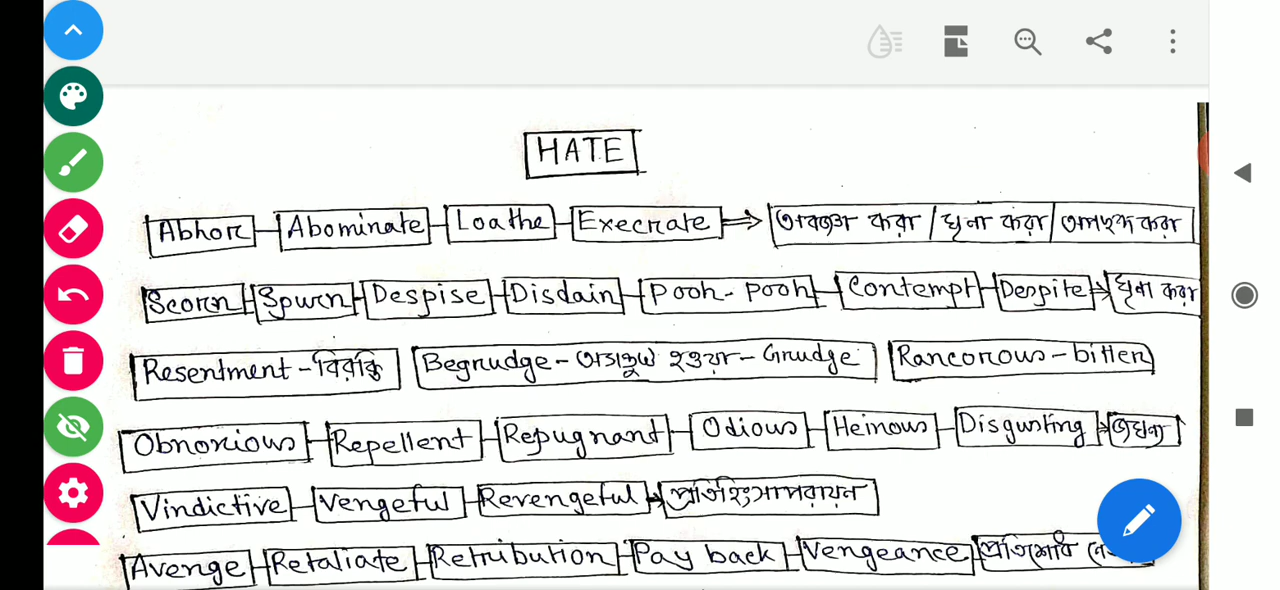 HATE
Abhor Abominate Loathe Execrate ⇒ অবজ্ঞা করা / ঘৃনা করা / অপছন্দ করা
Scorn Spurn Despise Disdain Pooh-Pooh Contempt Despite → ঘৃনা করা
Resentment - বিরক্তি Begrudge - অসন্তুষ্ট হওয়া - Grudge Rancorous - bitter
Obnoxious Repellent Repugnant Odious Heinous Disgusting → জঘন্য
Vindictive Vengeful Revengeful → প্রতিহিংসাপরায়ন
Avenge Retaliate Retribution Pay back Vengeance